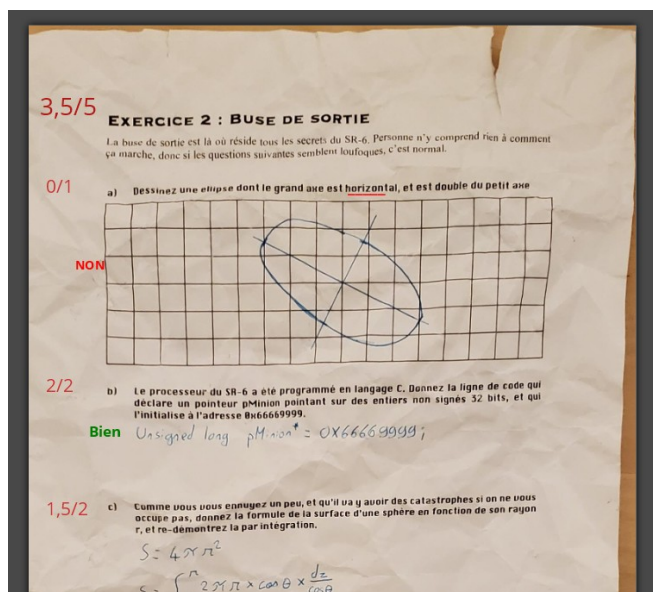 3,5/5
EXERCICE 2 : BUSE DE SORTIE
La buse de sortie est là où réside tous les secrets du SR-6. Personne n'y comprend rien à comment
ça marche, donc si les questions suivantes semblent loufoques, c'est normal.
0/1
a) Dessinez une ellipse dont le grand axe est horizontal, et est double du petit axe
NON
2/2
b) Le processeur du SR-6 a été programmé en langage C. Donnez la ligne de code qui
déclare un pointeur pMinion pointant sur des entiers non signés 32 bits, et qui
l'initialise à l'adresse 0x66669999.
Bien Unsigned long pMinion* = 0X66669999;
1,5/2
c) Comme vous vous ennuyez un peu, et qu'il va y avoir des catastrophes si on ne vous
occupe pas, donnez la formule de la surface d'une sphère en fonction de son rayon
r, et re-démontrez la par intégration.
S = 4πr²
S = ∫ 2πr × cos θ × dz/cosθ